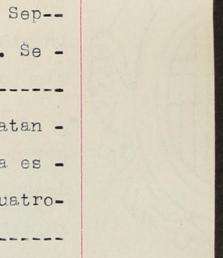 Sep--
. Se -
-----
atan -
a es -
uatro-
-----